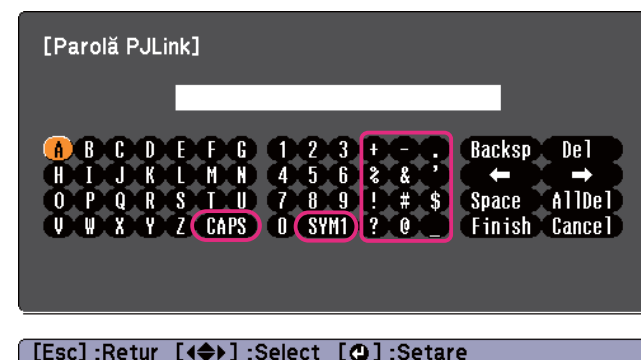 [Parolă PJLink]
A B C D E F G 1 2 3 + - . Backsp Del
H I J K L M N 4 5 6 % & ' ← →
O P Q R S T U 7 8 9 ! # $ Space AllDel
V W X Y Z CAPS 0 SYM1 ? @ _ Finish Cancel
[Esc] :Retur [◀◆▶] :Select [↵] :Setare